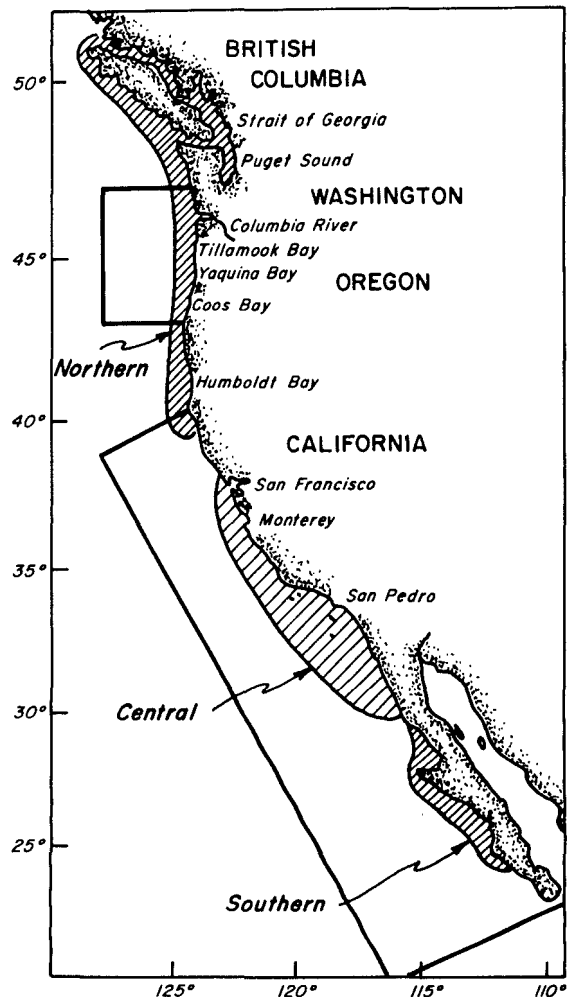 BRITISH
COLUMBIA
50°
Strait of Georgia
Puget Sound
WASHINGTON
Columbia River
45°
Tillamook Bay
Yaquina Bay
OREGON
Coos Bay
Northern
Humboldt Bay
40°
CALIFORNIA
San Francisco
Monterey
35°
San Pedro
Central
30°
25°
Southern
125°
120°
115°
110°